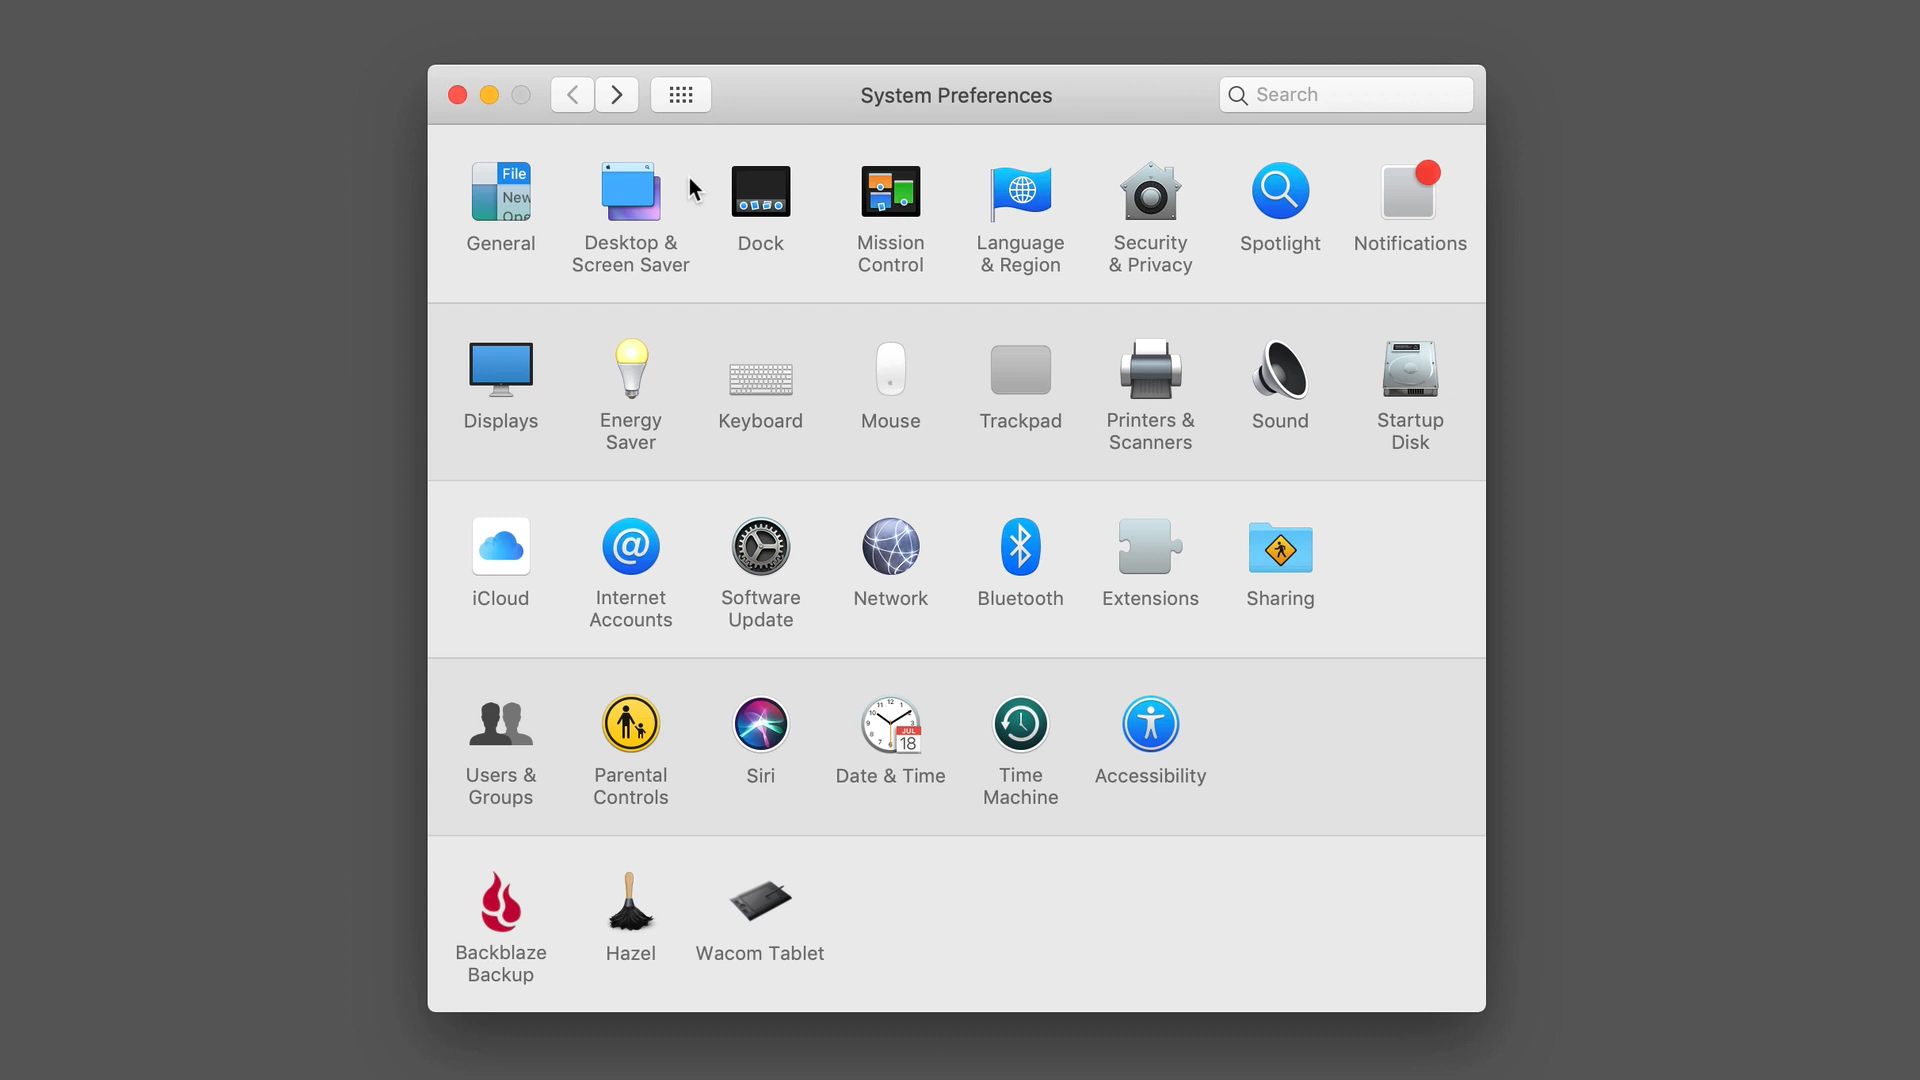 System Preferences
Search
File
New
Ope
General
Desktop &
Screen Saver
Dock
Mission
Control
Language
& Region
Security
& Privacy
Spotlight
Notifications
Displays
Energy
Saver
Keyboard
Mouse
Trackpad
Printers &
Scanners
Sound
Startup
Disk
iCloud
@
Internet
Accounts
Software
Update
Network
Bluetooth
Extensions
Sharing
Users &
Groups
Parental
Controls
Siri
JUL
18
Date & Time
Time
Machine
Accessibility
Backblaze
Backup
Hazel
Wacom Tablet